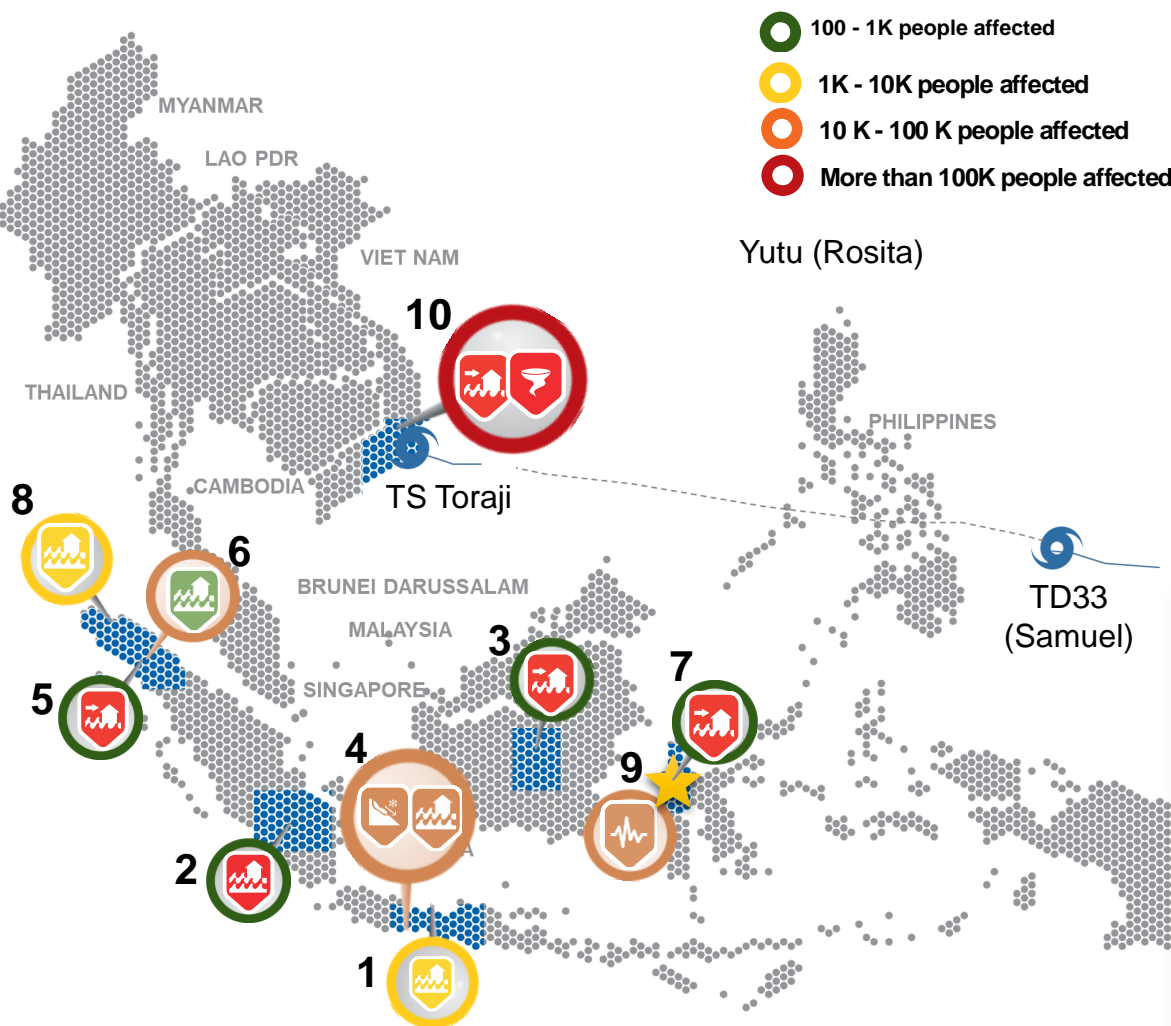 100 - 1K people affected
1K - 10K people affected
10 K - 100 K people affected
More than 100K people affected
MYANMAR
LAO PDR
VIET NAM
Yutu (Rosita)
10
THAILAND
PHILIPPINES
CAMBODIA
TS Toraji
8
6
BRUNEI DARUSSALAM
MALAYSIA
TD33
(Samuel)
3
7
SINGAPORE
5
4
9
A
2
1